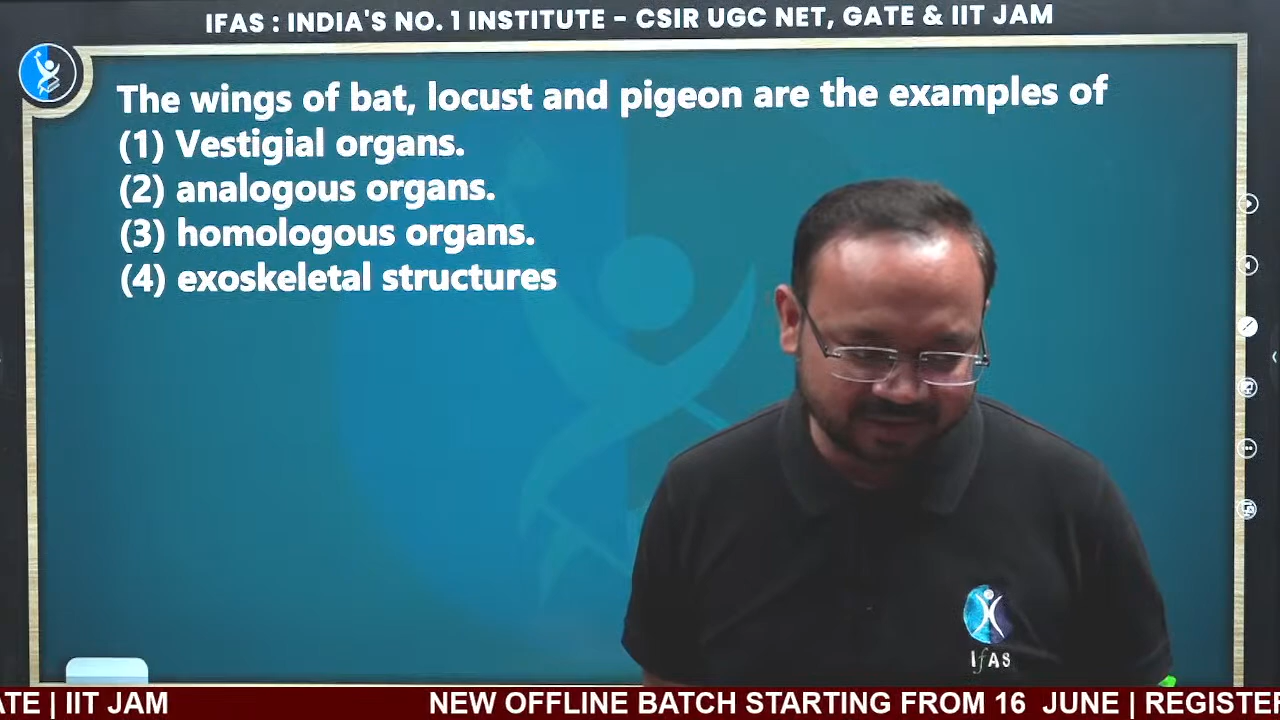 IFAS : INDIA'S NO. 1 INSTITUTE - CSIR UGC NET, GATE & IIT JAM
The wings of bat, locust and pigeon are the examples of
(1) Vestigial organs.
(2) analogous organs.
(3) homologous organs.
(4) exoskeletal structures
IfAS
ATE | IIT JAM NEW OFFLINE BATCH STARTING FROM 16 JUNE | REGISTER